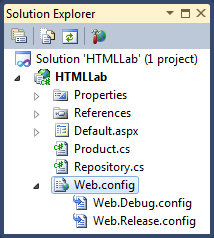 Solution Explorer
Solution 'HTMLLab' (1 project)
HTMLLab
Properties
References
Default.aspx
Product.cs
Repository.cs
Web.config
Web.Debug.config
Web.Release.config